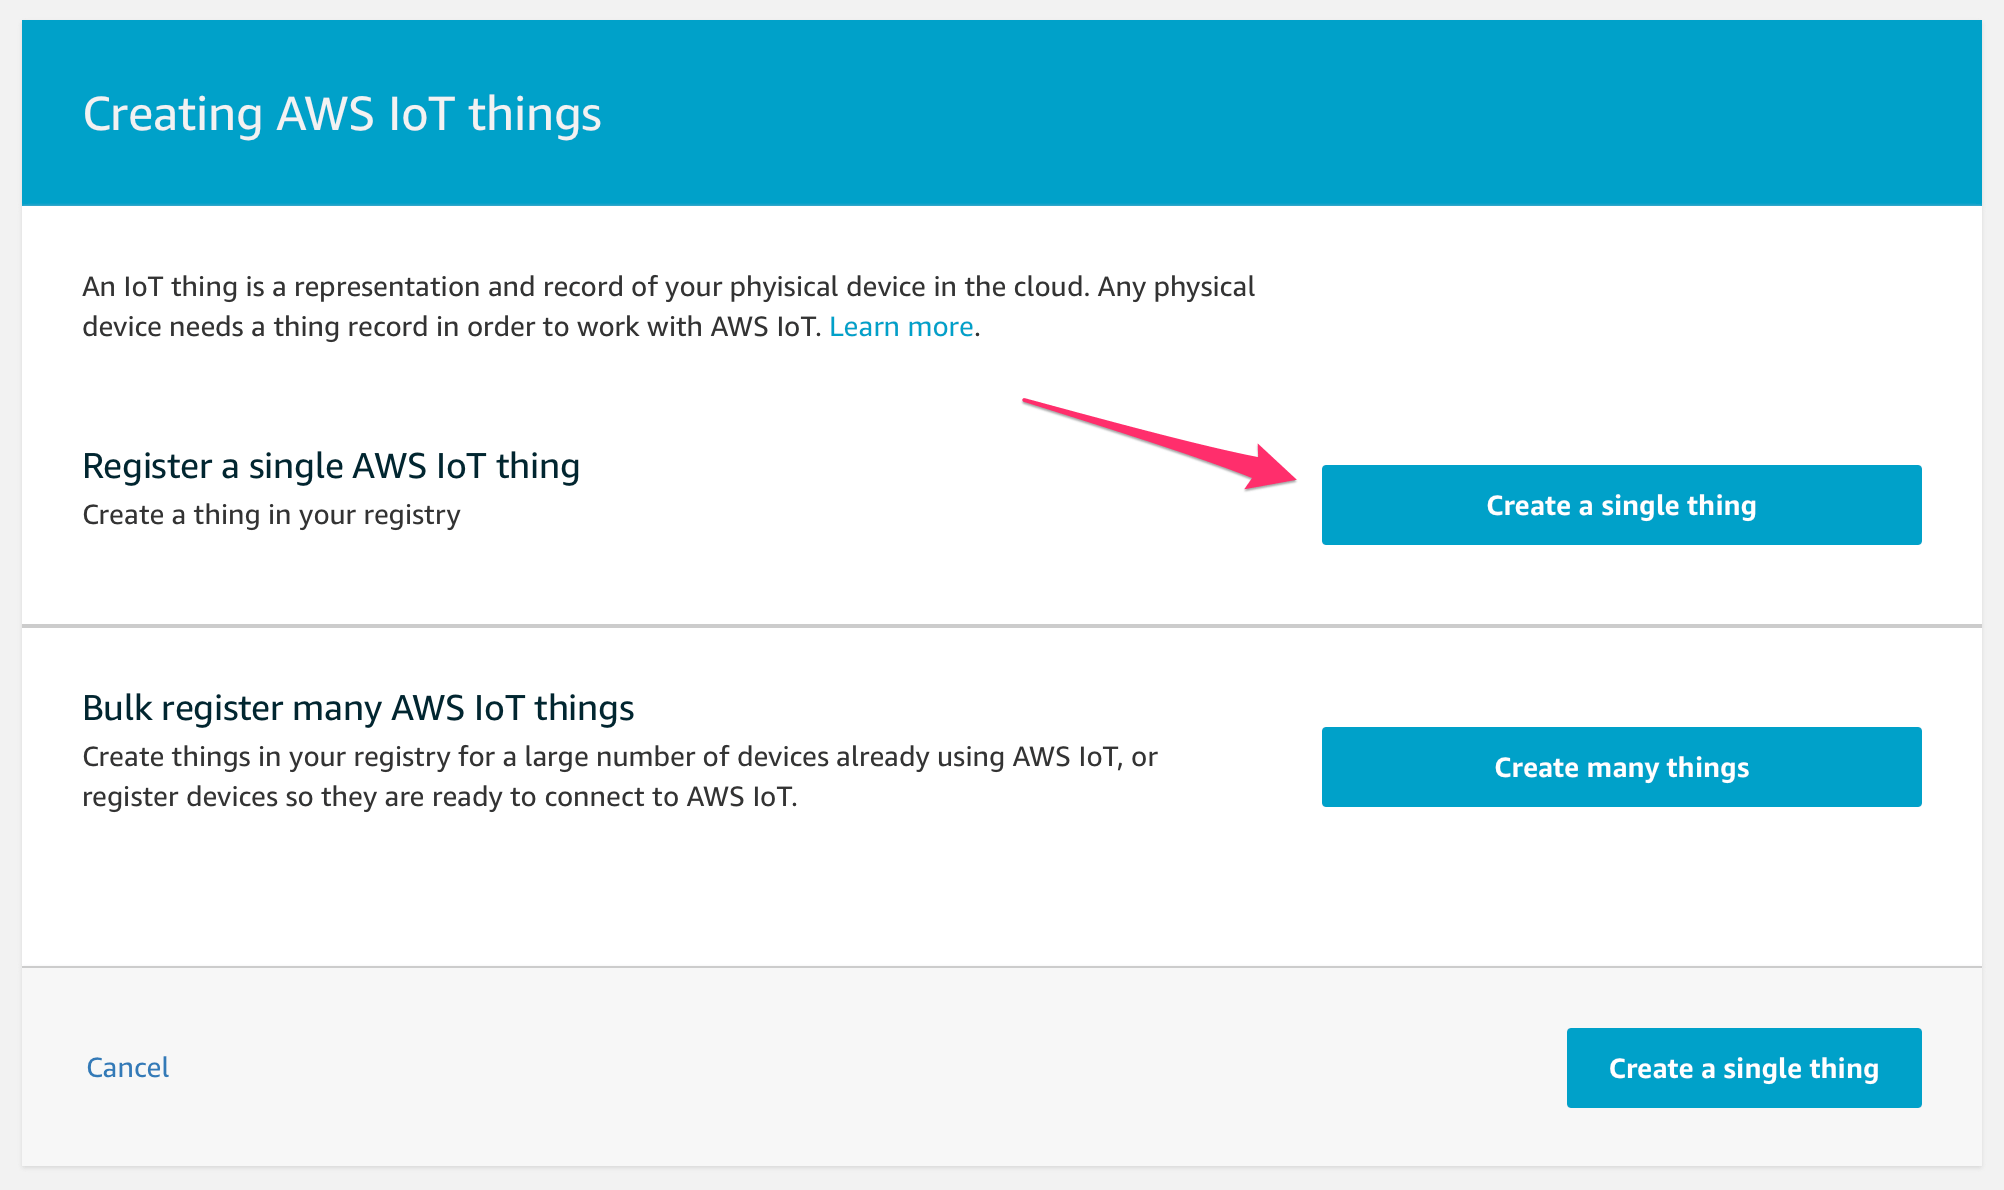 Creating AWS IoT things
An IoT thing is a representation and record of your phyisical device in the cloud. Any physical
device needs a thing record in order to work with AWS IoT. Learn more.
Register a single AWS IoT thing
Create a thing in your registry
Create a single thing
Bulk register many AWS IoT things
Create things in your registry for a large number of devices already using AWS IoT, or
register devices so they are ready to connect to AWS IoT.
Create many things
Cancel
Create a single thing